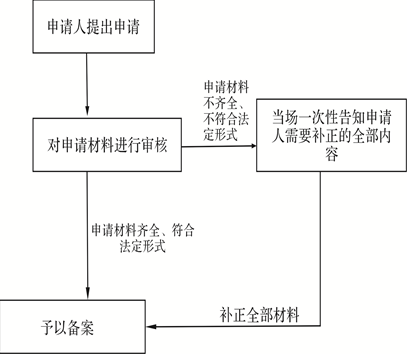 申请人提出申请
申请材料
不齐全、
不符合法
定形式
对申请材料进行审核
当场一次性告知申请
人需要补正的全部内
容
申请材料齐全、符合
法定形式
补正全部材料
予以备案